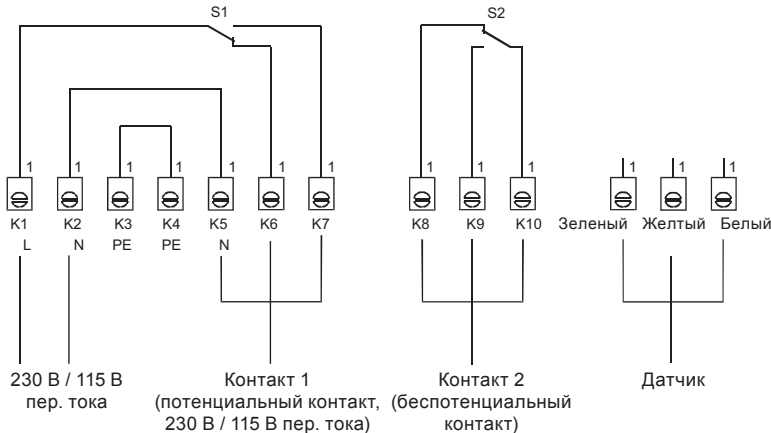 S1 S2
1 1 1 1 1 1 1 1 1 1 1 1 1
K1 K2 K3 K4 K5 K6 K7 K8 K9 K10 Зеленый Желтый Белый
L N PE PE N
230 В / 115 В
пер. тока
Контакт 1
(потенциальный контакт,
230 В / 115 В пер. тока)
Контакт 2
(беспотенциальный
контакт)
Датчик